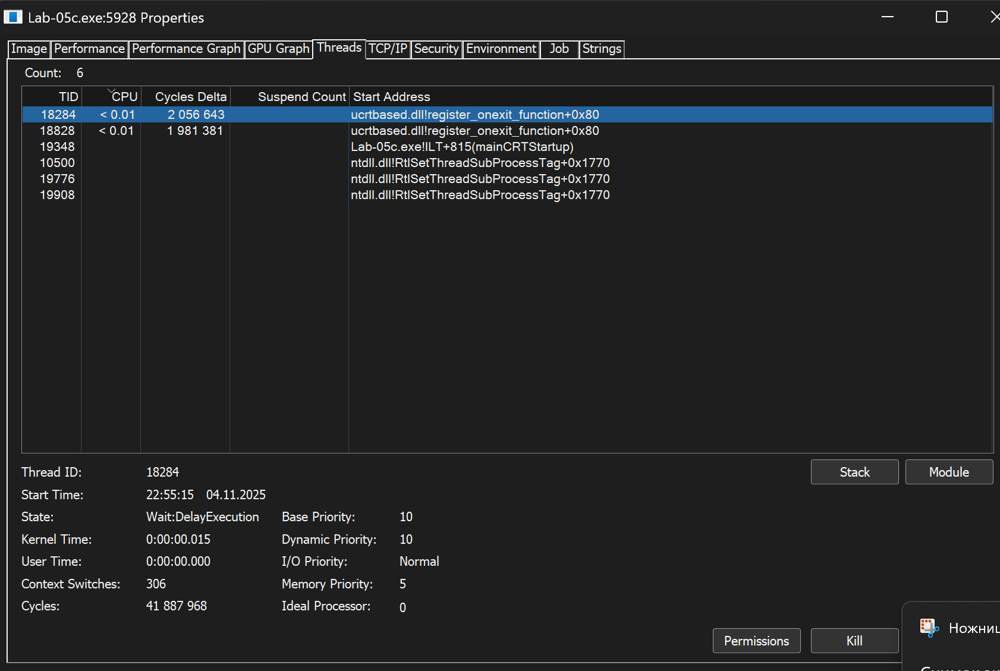 Lab-05c.exe:5928 Properties
Image Performance Performance Graph GPU Graph Threads TCP/IP Security Environment Job Strings
Count: 6
TID CPU Cycles Delta Suspend Count Start Address
18284 < 0.01 2 056 643 ucrtbased.dll!register_onexit_function+0x80
18828 < 0.01 1 981 381 ucrtbased.dll!register_onexit_function+0x80
19348 Lab-05c.exe!ILT+815(mainCRTStartup)
10500 ntdll.dll!RtlSetThreadSubProcessTag+0x1770
19776 ntdll.dll!RtlSetThreadSubProcessTag+0x1770
19908 ntdll.dll!RtlSetThreadSubProcessTag+0x1770
Thread ID: 18284 Stack Module
Start Time: 22:55:15 04.11.2025
State: Wait:DelayExecution Base Priority: 10
Kernel Time: 0:00:00.015 Dynamic Priority: 10
User Time: 0:00:00.000 I/O Priority: Normal
Context Switches: 306 Memory Priority: 5
Cycles: 41 887 968 Ideal Processor: 0
Ножниц
Permissions Kill